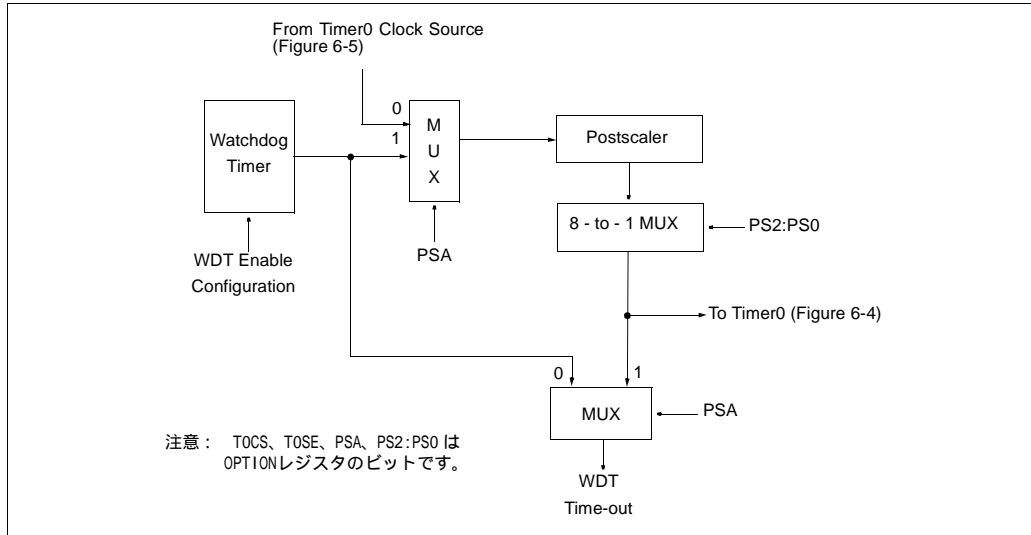 From Timer0 Clock Source
(Figure 6-5)
0
1
M
U
X
Watchdog
Timer
Postscaler
8 - to - 1 MUX
PS2:PS0
PSA
WDT Enable
Configuration
To Timer0 (Figure 6-4)
0
1
MUX
PSA
注意： TOCS、TOSE、PSA、PS2:PS0 は
OPTIONレジスタのビットです。
WDT
Time-out